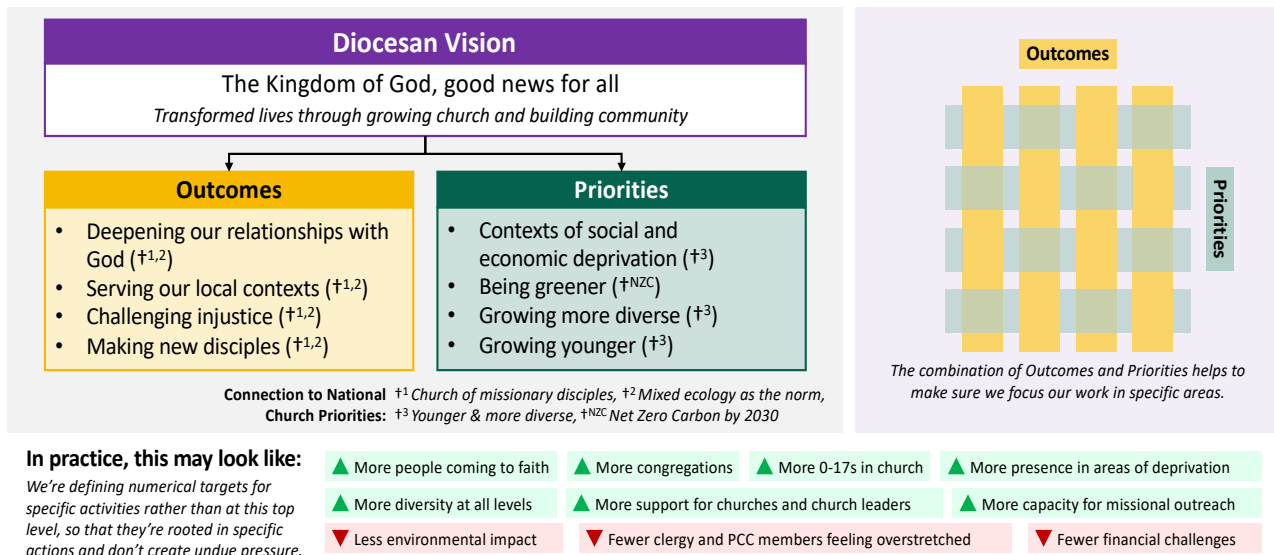 Diocesan Vision
The Kingdom of God, good news for all
Transformed lives through growing church and building community
Outcomes
• Deepening our relationships with
God (†1,2)
• Serving our local contexts (†1,2)
• Challenging injustice (†1,2)
• Making new disciples (†1,2)
Priorities
• Contexts of social and
economic deprivation (†3)
• Being greener (†NZC)
• Growing more diverse (†3)
• Growing younger (†3)
Connection to National †1 Church of missionary disciples, †2 Mixed ecology as the norm,
Church Priorities: †3 Younger & more diverse, †NZC Net Zero Carbon by 2030
Outcomes
Priorities
The combination of Outcomes and Priorities helps to
make sure we focus our work in specific areas.
In practice, this may look like:
We're defining numerical targets for
specific activities rather than at this top
level, so that they're rooted in specific
actions and don't create undue pressure.
▲ More people coming to faith
▲ More congregations
▲ More 0-17s in church
▲ More presence in areas of deprivation
▲ More diversity at all levels
▲ More support for churches and church leaders
▲ More capacity for missional outreach
▼ Less environmental impact
▼ Fewer clergy and PCC members feeling overstretched
▼ Fewer financial challenges